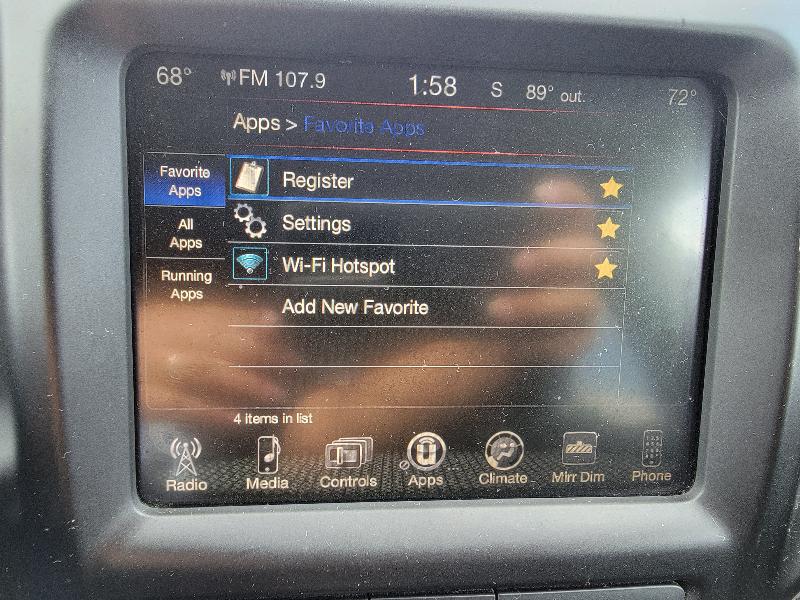 68° FM 107.9 1:58 S 89° out. 72°
Apps > Favorite Apps
Favorite
Apps
All
Apps
Running
Apps
Register
Settings
Wi-Fi Hotspot
Add New Favorite
4 items in list
Radio Media Controls Apps Climate Mirr Dim Phone